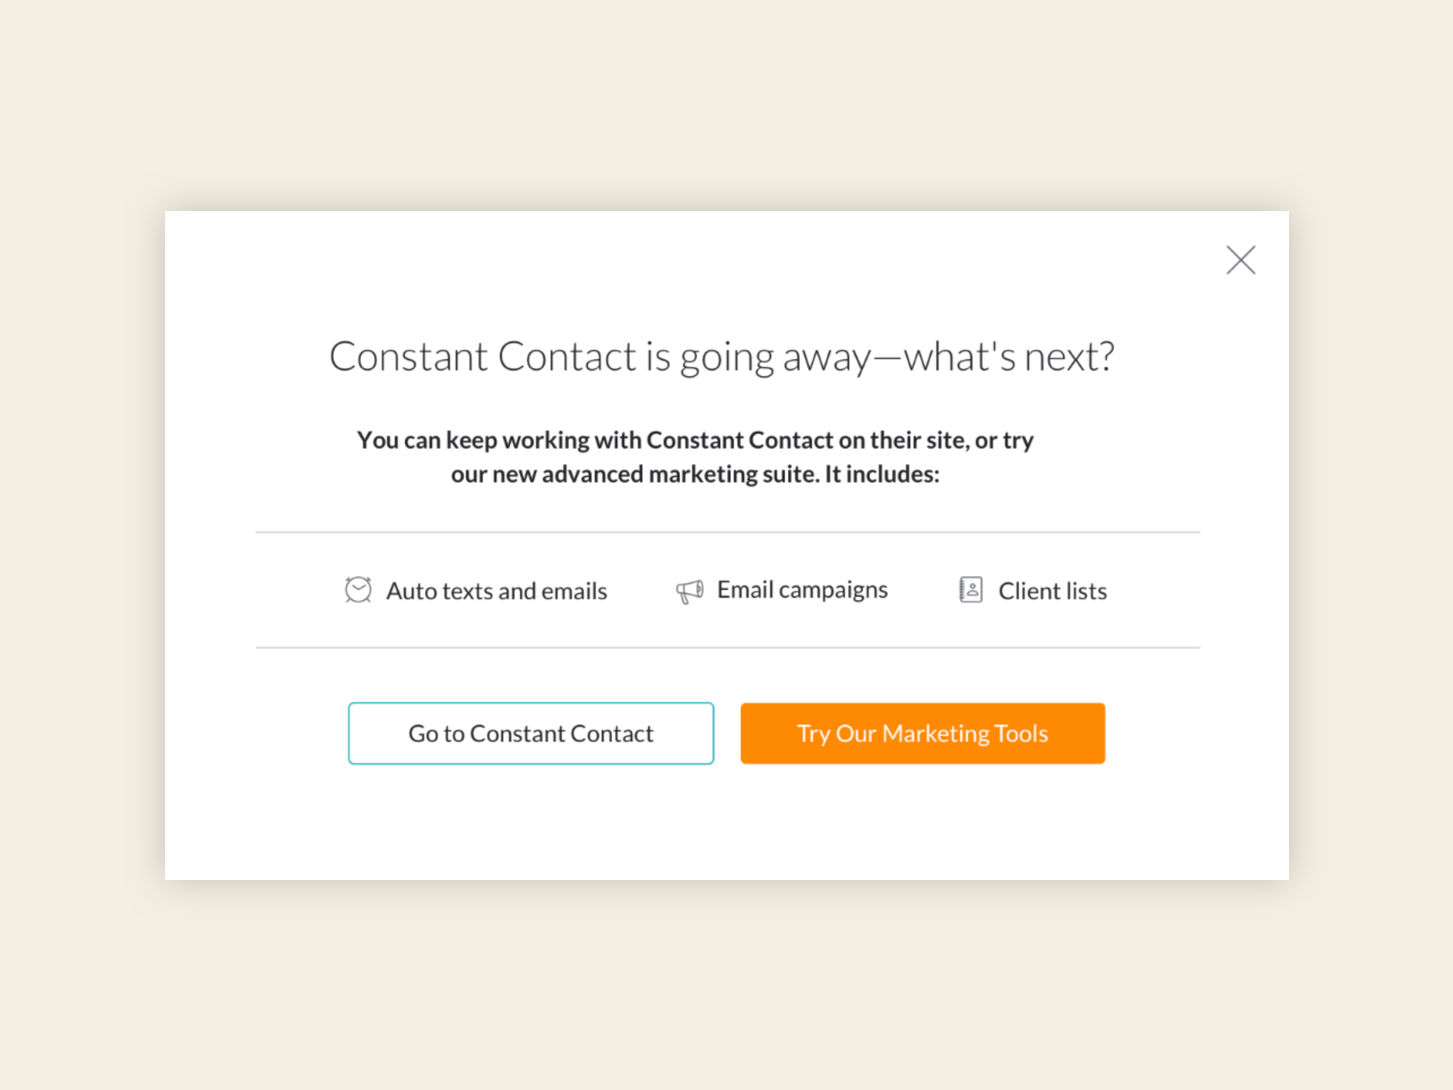 Constant Contact is going away—what's next?
You can keep working with Constant Contact on their site, or try
our new advanced marketing suite. It includes:
Auto texts and emails
Email campaigns
Client lists
Go to Constant Contact
Try Our Marketing Tools